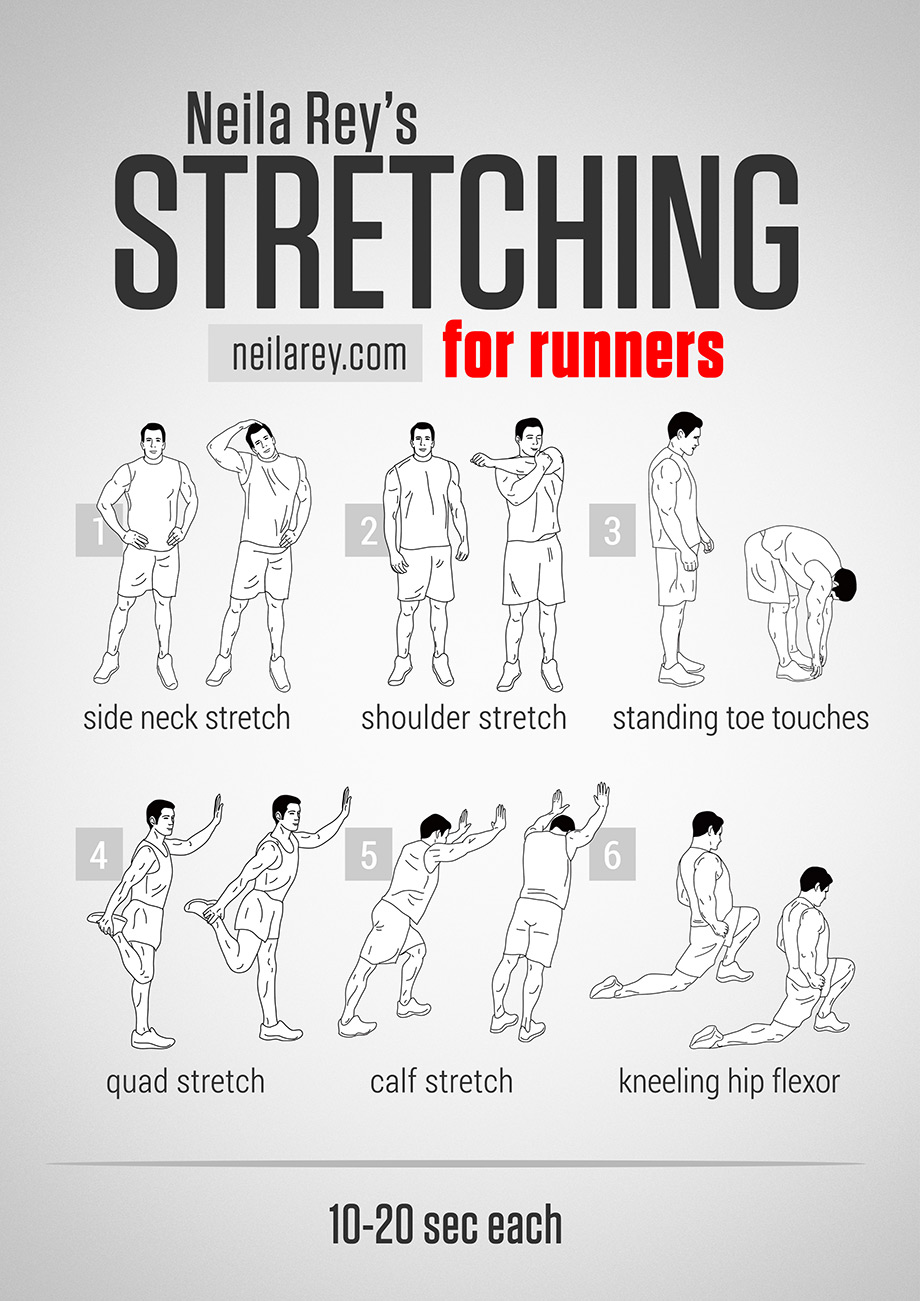 Neila Rey's
STRETCHING
neilarey.com for runners
1 2 3
side neck stretch shoulder stretch standing toe touches
4 5 6
quad stretch calf stretch kneeling hip flexor
10-20 sec each